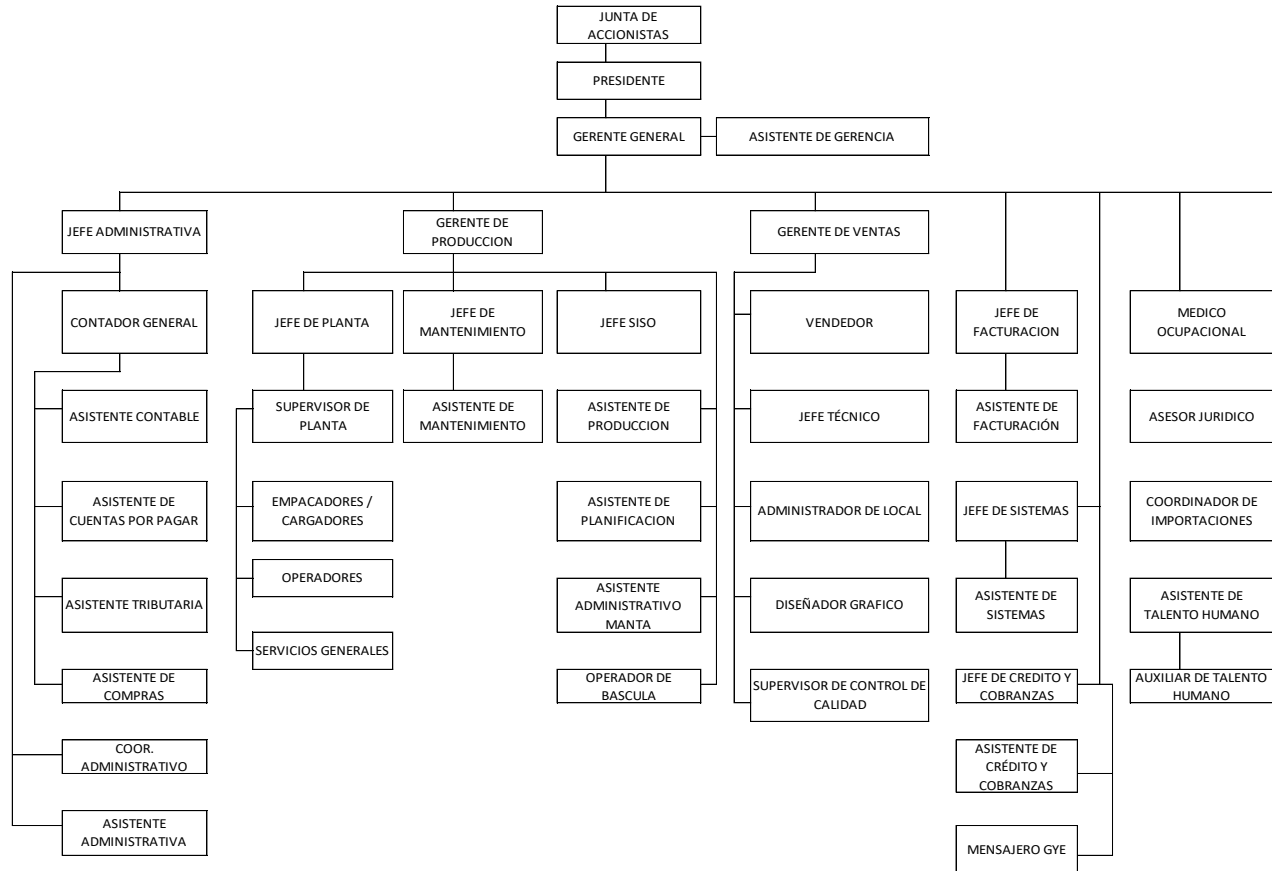 JUNTA DE
ACCIONISTAS
PRESIDENTE
GERENTE GENERAL
ASISTENTE DE GERENCIA
JEFE ADMINISTRATIVA
GERENTE DE
PRODUCCION
GERENTE DE VENTAS
CONTADOR GENERAL
JEFE DE PLANTA
JEFE DE
MANTENIMIENTO
JEFE SISO
VENDEDOR
JEFE DE
FACTURACION
MEDICO
OCUPACIONAL
ASISTENTE CONTABLE
SUPERVISOR DE
PLANTA
ASISTENTE DE
MANTENIMIENTO
ASISTENTE DE
PRODUCCION
JEFE TÉCNICO
ASISTENTE DE
FACTURACIÓN
ASESOR JURIDICO
ASISTENTE DE
CUENTAS POR PAGAR
EMPACADORES /
CARGADORES
ASISTENTE DE
PLANIFICACION
ADMINISTRADOR DE LOCAL
JEFE DE SISTEMAS
COORDINADOR DE
IMPORTACIONES
ASISTENTE TRIBUTARIA
OPERADORES
ASISTENTE
ADMINISTRATIVO
MANTA
DISEÑADOR GRAFICO
ASISTENTE DE
SISTEMAS
ASISTENTE DE
TALENTO HUMANO
ASISTENTE DE
COMPRAS
SERVICIOS GENERALES
OPERADOR DE
BASCULA
SUPERVISOR DE CONTROL DE
CALIDAD
JEFE DE CREDITO Y
COBRANZAS
AUXILIAR DE TALENTO
HUMANO
COOR.
ADMINISTRATIVO
ASISTENTE DE
CRÉDITO Y
COBRANZAS
ASISTENTE
ADMINISTRATIVA
MENSAJERO GYE